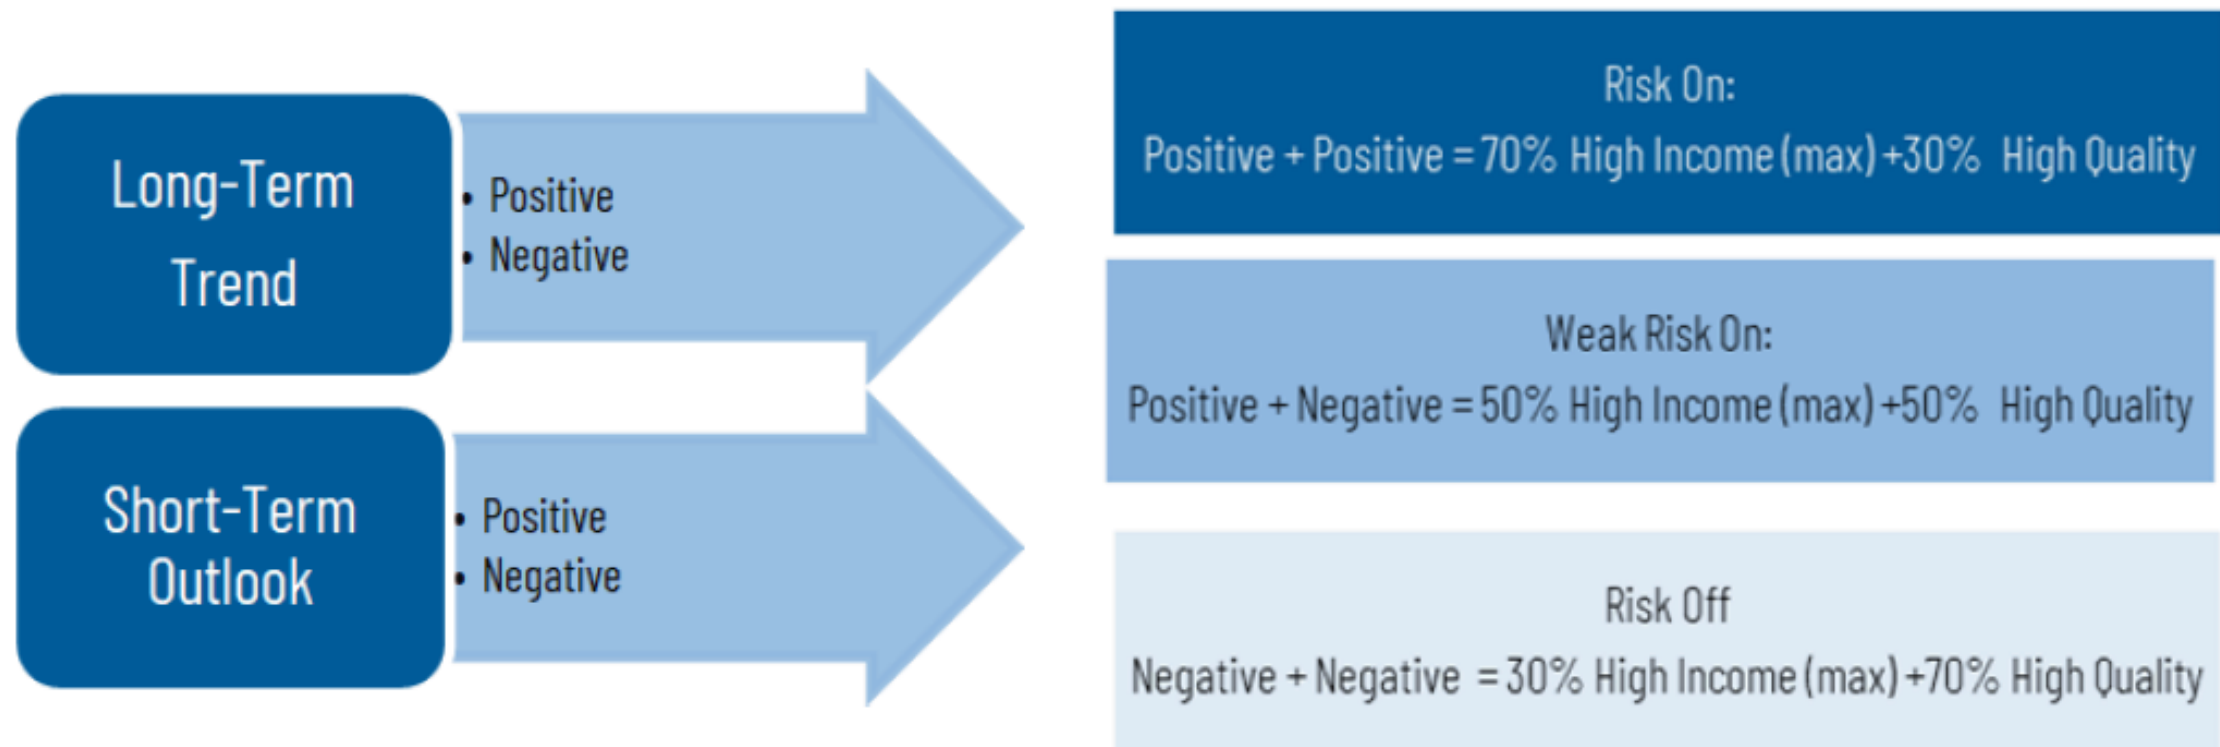 Long-Term
Trend
• Positive
• Negative
Short-Term
Outlook
• Positive
• Negative
Risk On:
Positive + Positive = 70% High Income (max) +30% High Quality
Weak Risk On:
Positive + Negative = 50% High Income (max) +50% High Quality
Risk Off
Negative + Negative = 30% High Income (max) +70% High Quality